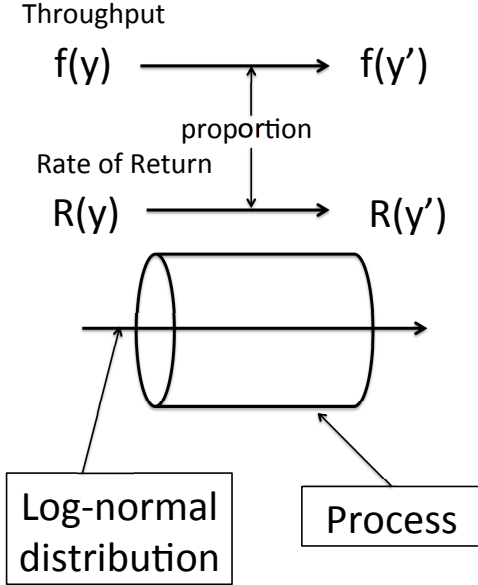 Throughput
f(y) f(y’)
proportion
Rate of Return
R(y) R(y’)
Log-normal
distribution
Process